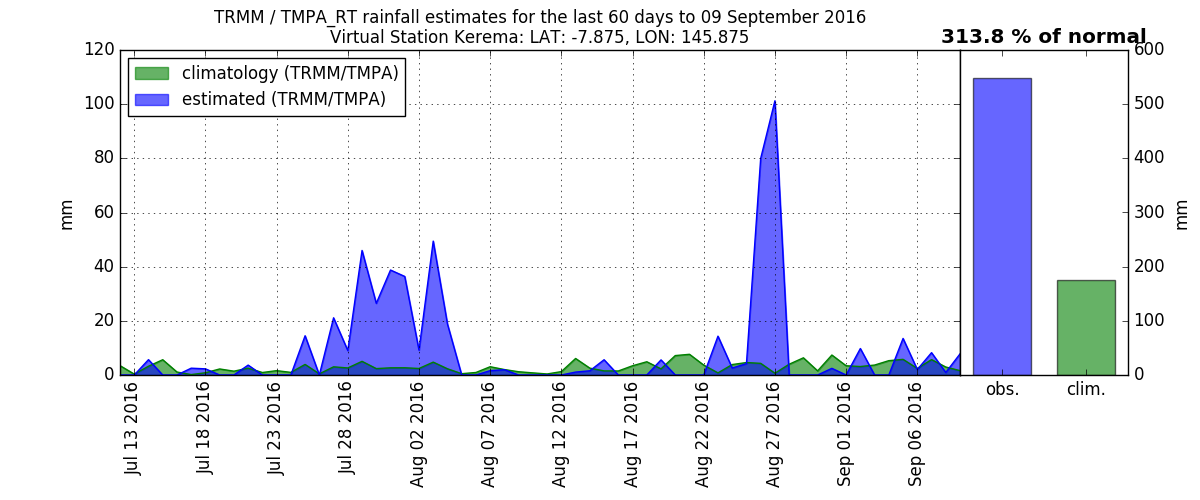 TRMM / TMPA_RT rainfall estimates for the last 60 days to 09 September 2016
Virtual Station Kerema: LAT: -7.875, LON: 145.875
313.8 % of normal
climatology (TRMM/TMPA)
estimated (TRMM/TMPA)
120
100
80
60
40
20
0
mm
600
500
400
300
200
100
0
mm
Jul 13 2016
Jul 18 2016
Jul 23 2016
Jul 28 2016
Aug 02 2016
Aug 07 2016
Aug 12 2016
Aug 17 2016
Aug 22 2016
Aug 27 2016
Sep 01 2016
Sep 06 2016
obs.
clim.